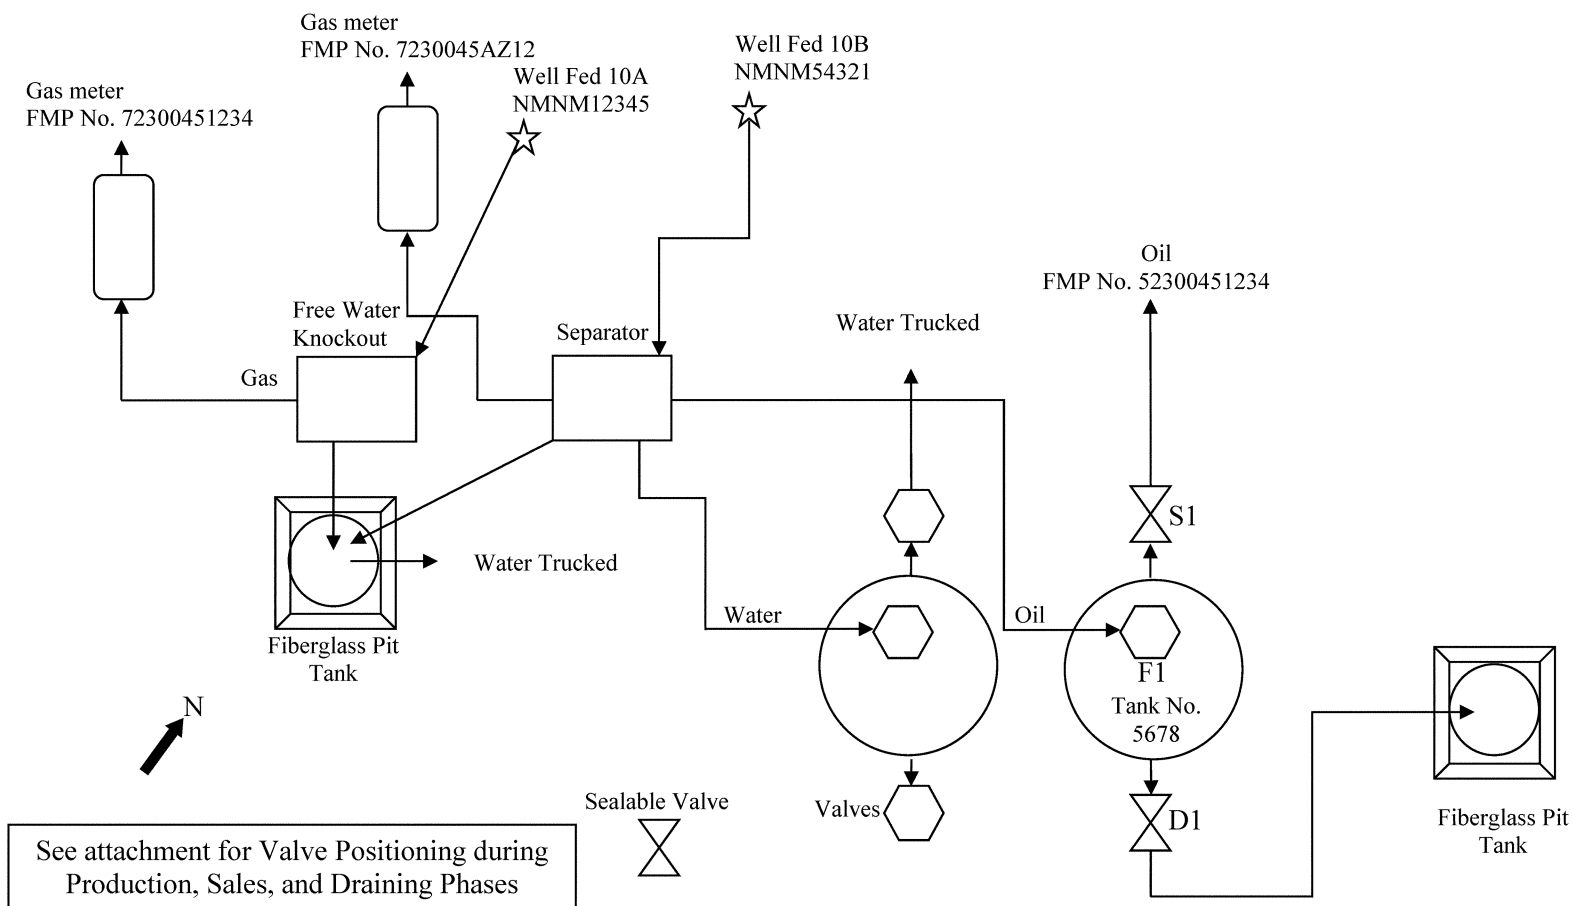 Gas meter
FMP No. 7230045AZ12
Well Fed 10B
NMNM54321
Well Fed 10A
NMNM12345
Gas meter
FMP No. 72300451234
Oil
FMP No. 52300451234
Free Water
Knockout
Separator
Water Trucked
Gas
S1
Water Trucked
Water
Oil
Fiberglass Pit
Tank
F1
Tank No.
5678
N
Sealable Valve
Valves
D1
Fiberglass Pit
Tank
See attachment for Valve Positioning during
Production, Sales, and Draining Phases